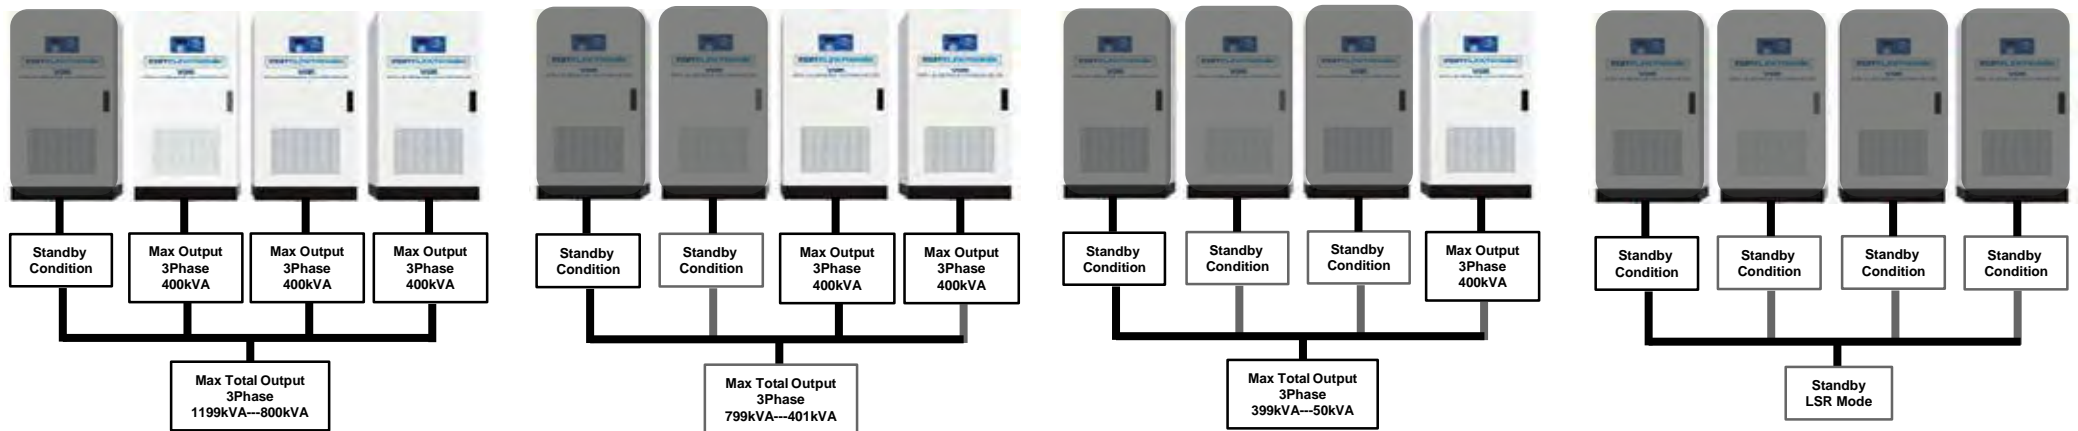 Standby
Condition
Max Output
3Phase
400kVA
Max Output
3Phase
400kVA
Max Output
3Phase
400kVA
Max Total Output
3Phase
1199kVA---800kVA
Standby
Condition
Standby
Condition
Max Output
3Phase
400kVA
Max Output
3Phase
400kVA
Max Total Output
3Phase
799kVA---401kVA
Standby
Condition
Standby
Condition
Standby
Condition
Max Output
3Phase
400kVA
Max Total Output
3Phase
399kVA---50kVA
Standby
Condition
Standby
Condition
Standby
Condition
Standby
Condition
Standby
LSR Mode